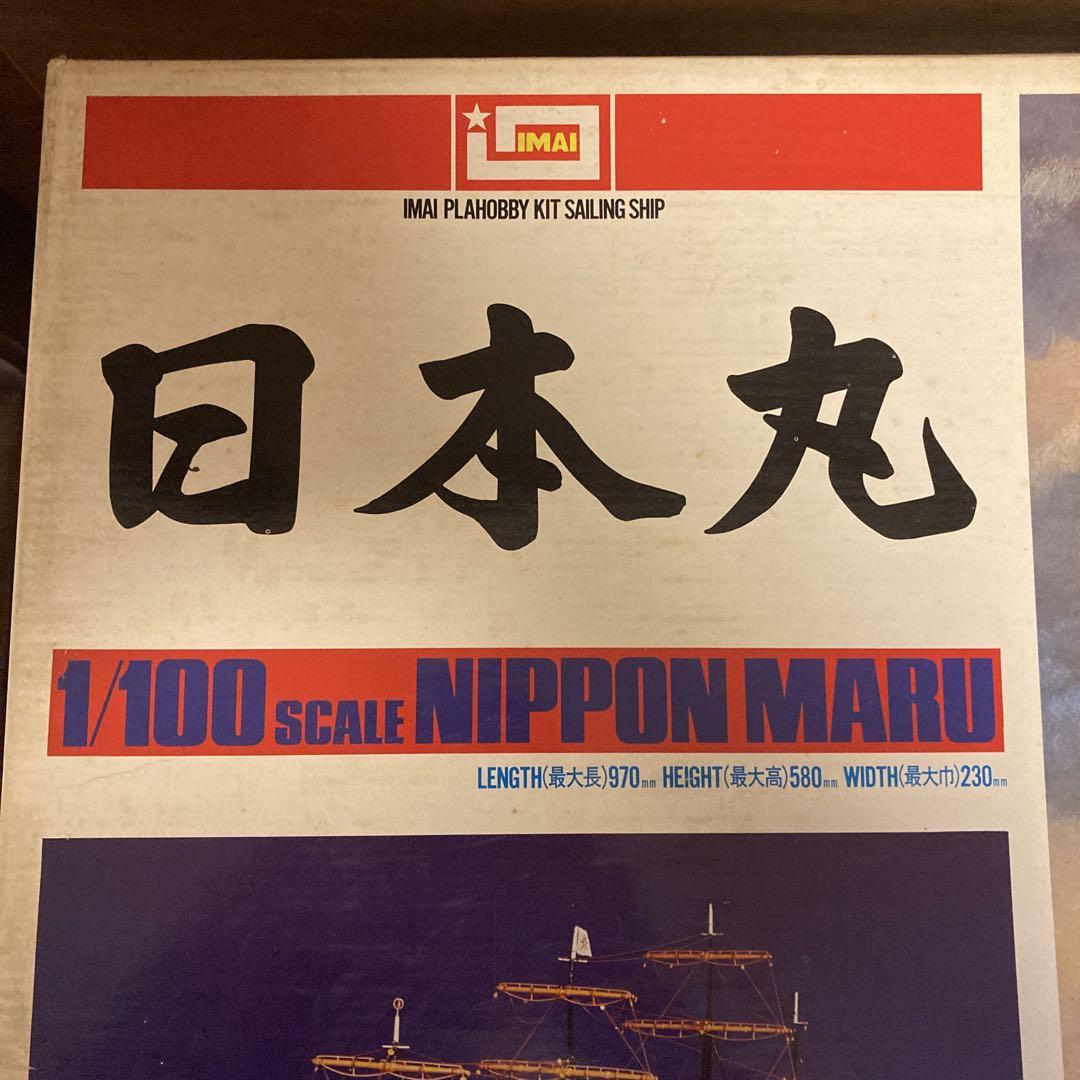 IMAI
IMAI PLAHOBBY KIT SAILING SHIP
日本丸
1/100 SCALE NIPPON MARU
LENGTH(最大長)970mm HEIGHT(最大高)580mm WIDTH(最大巾)230mm